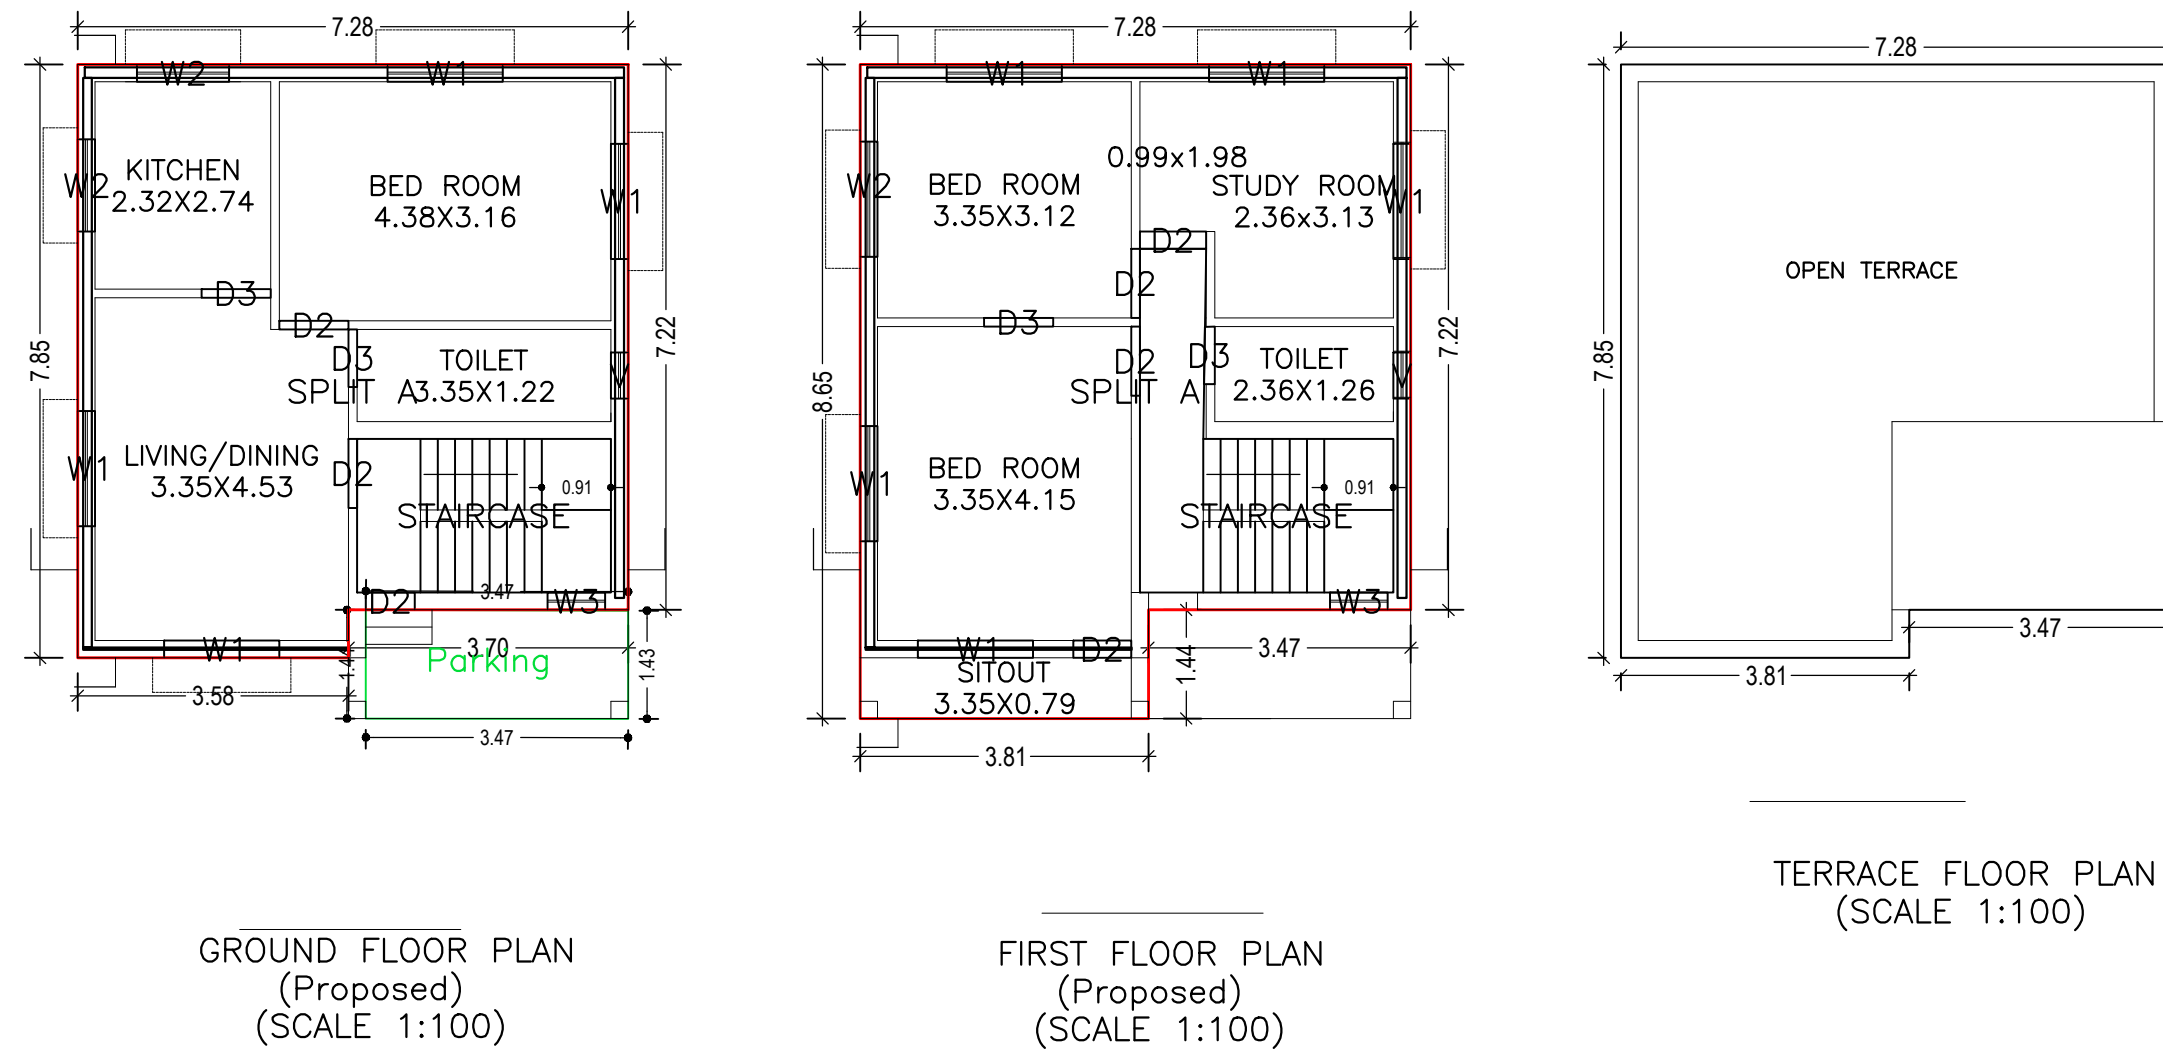 7.28
W2
W1
KITCHEN
2.32X2.74
W2
BED ROOM
4.38X3.16
W1
D3
D2
7.85
7.22
D3
TOILET
SPLIT A
3.35X1.22
V
LIVING/DINING
3.35X4.53
W1
D2
0.91
STAIRCASE
D2
3.47
W3
W1
1.44
3.70
Parking
1.43
3.58
3.47
GROUND FLOOR PLAN
(Proposed)
(SCALE 1:100)
7.28
W1
W1
0.99x1.98
BED ROOM
3.35X3.12
W2
STUDY ROOM
2.36x3.13
W1
D2
D2
D3
8.65
7.22
D2
D3
TOILET
SPLIT A
2.36X1.26
V
BED ROOM
3.35X4.15
W1
0.91
STAIRCASE
W3
W1
D2
SITOUT
3.35X0.79
1.44
3.47
3.81
FIRST FLOOR PLAN
(Proposed)
(SCALE 1:100)
7.28
OPEN TERRACE
7.85
3.47
3.81
TERRACE FLOOR PLAN
(SCALE 1:100)